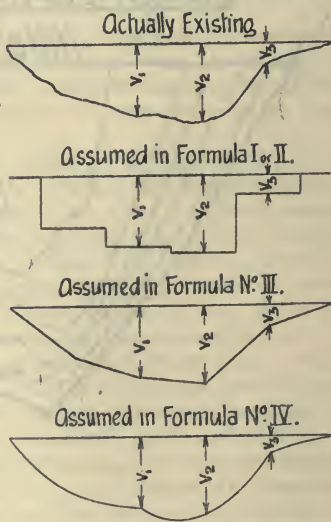 Actually Existing
V₁ V₂ V₃
Assumed in Formula I or II.
V₁ V₂ V₃
Assumed in Formula No. III.
V₁ V₂ V₃
Assumed in Formula No. IV.
V₁ V₂ V₃